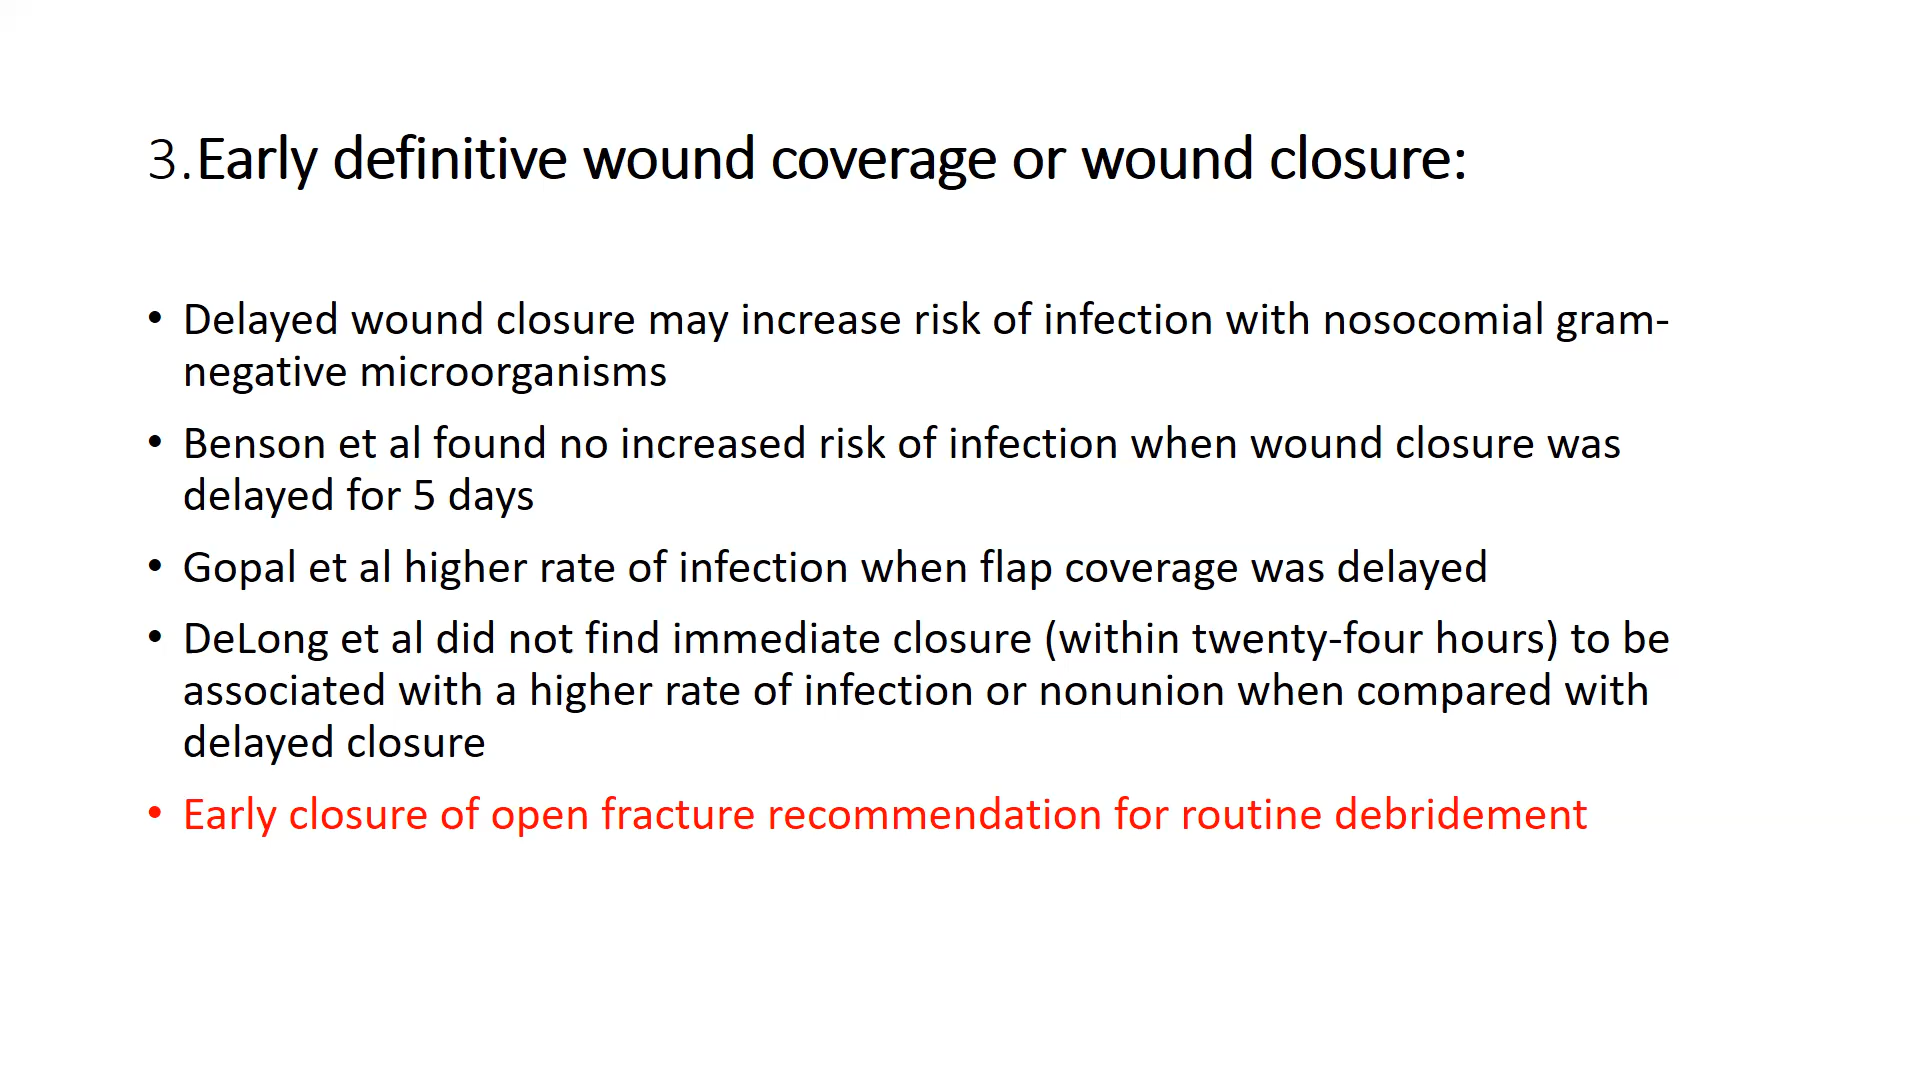 3.Early definitive wound coverage or wound closure:
• Delayed wound closure may increase risk of infection with nosocomial gram-
negative microorganisms
• Benson et al found no increased risk of infection when wound closure was
delayed for 5 days
• Gopal et al higher rate of infection when flap coverage was delayed
• DeLong et al did not find immediate closure (within twenty-four hours) to be
associated with a higher rate of infection or nonunion when compared with
delayed closure
• Early closure of open fracture recommendation for routine debridement